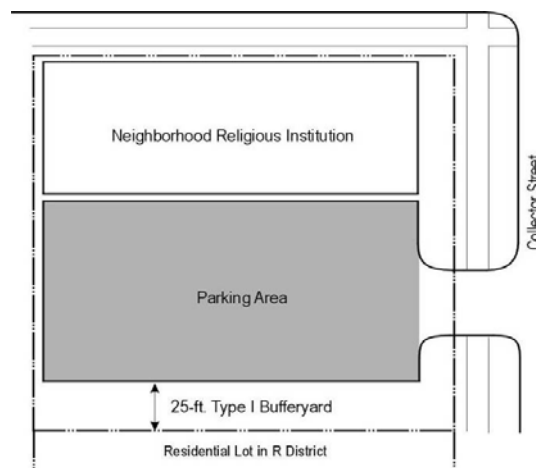 Neighborhood Religious Institution
Collector Street
Parking Area
25-ft. Type I Bufferyard
Residential Lot in R District